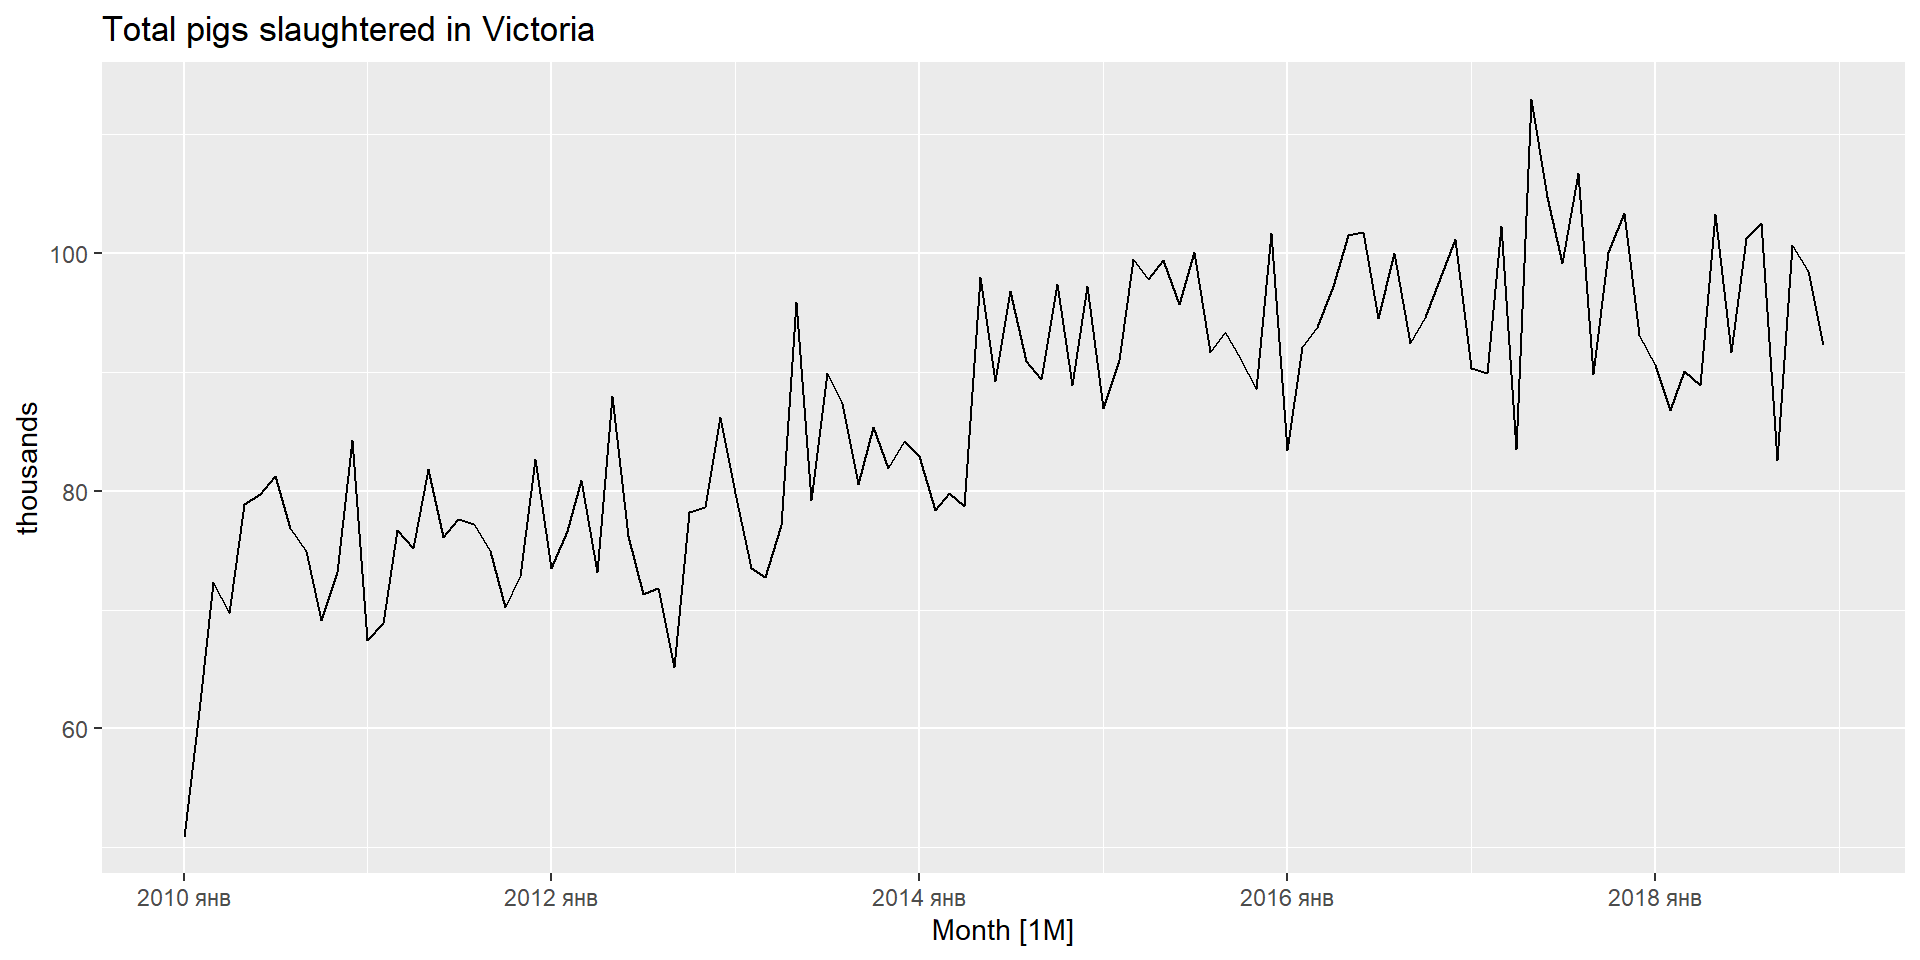 Total pigs slaughtered in Victoria
thousands
100
80
60
2010 янв
2012 янв
2014 янв
2016 янв
2018 янв
Month [1M]